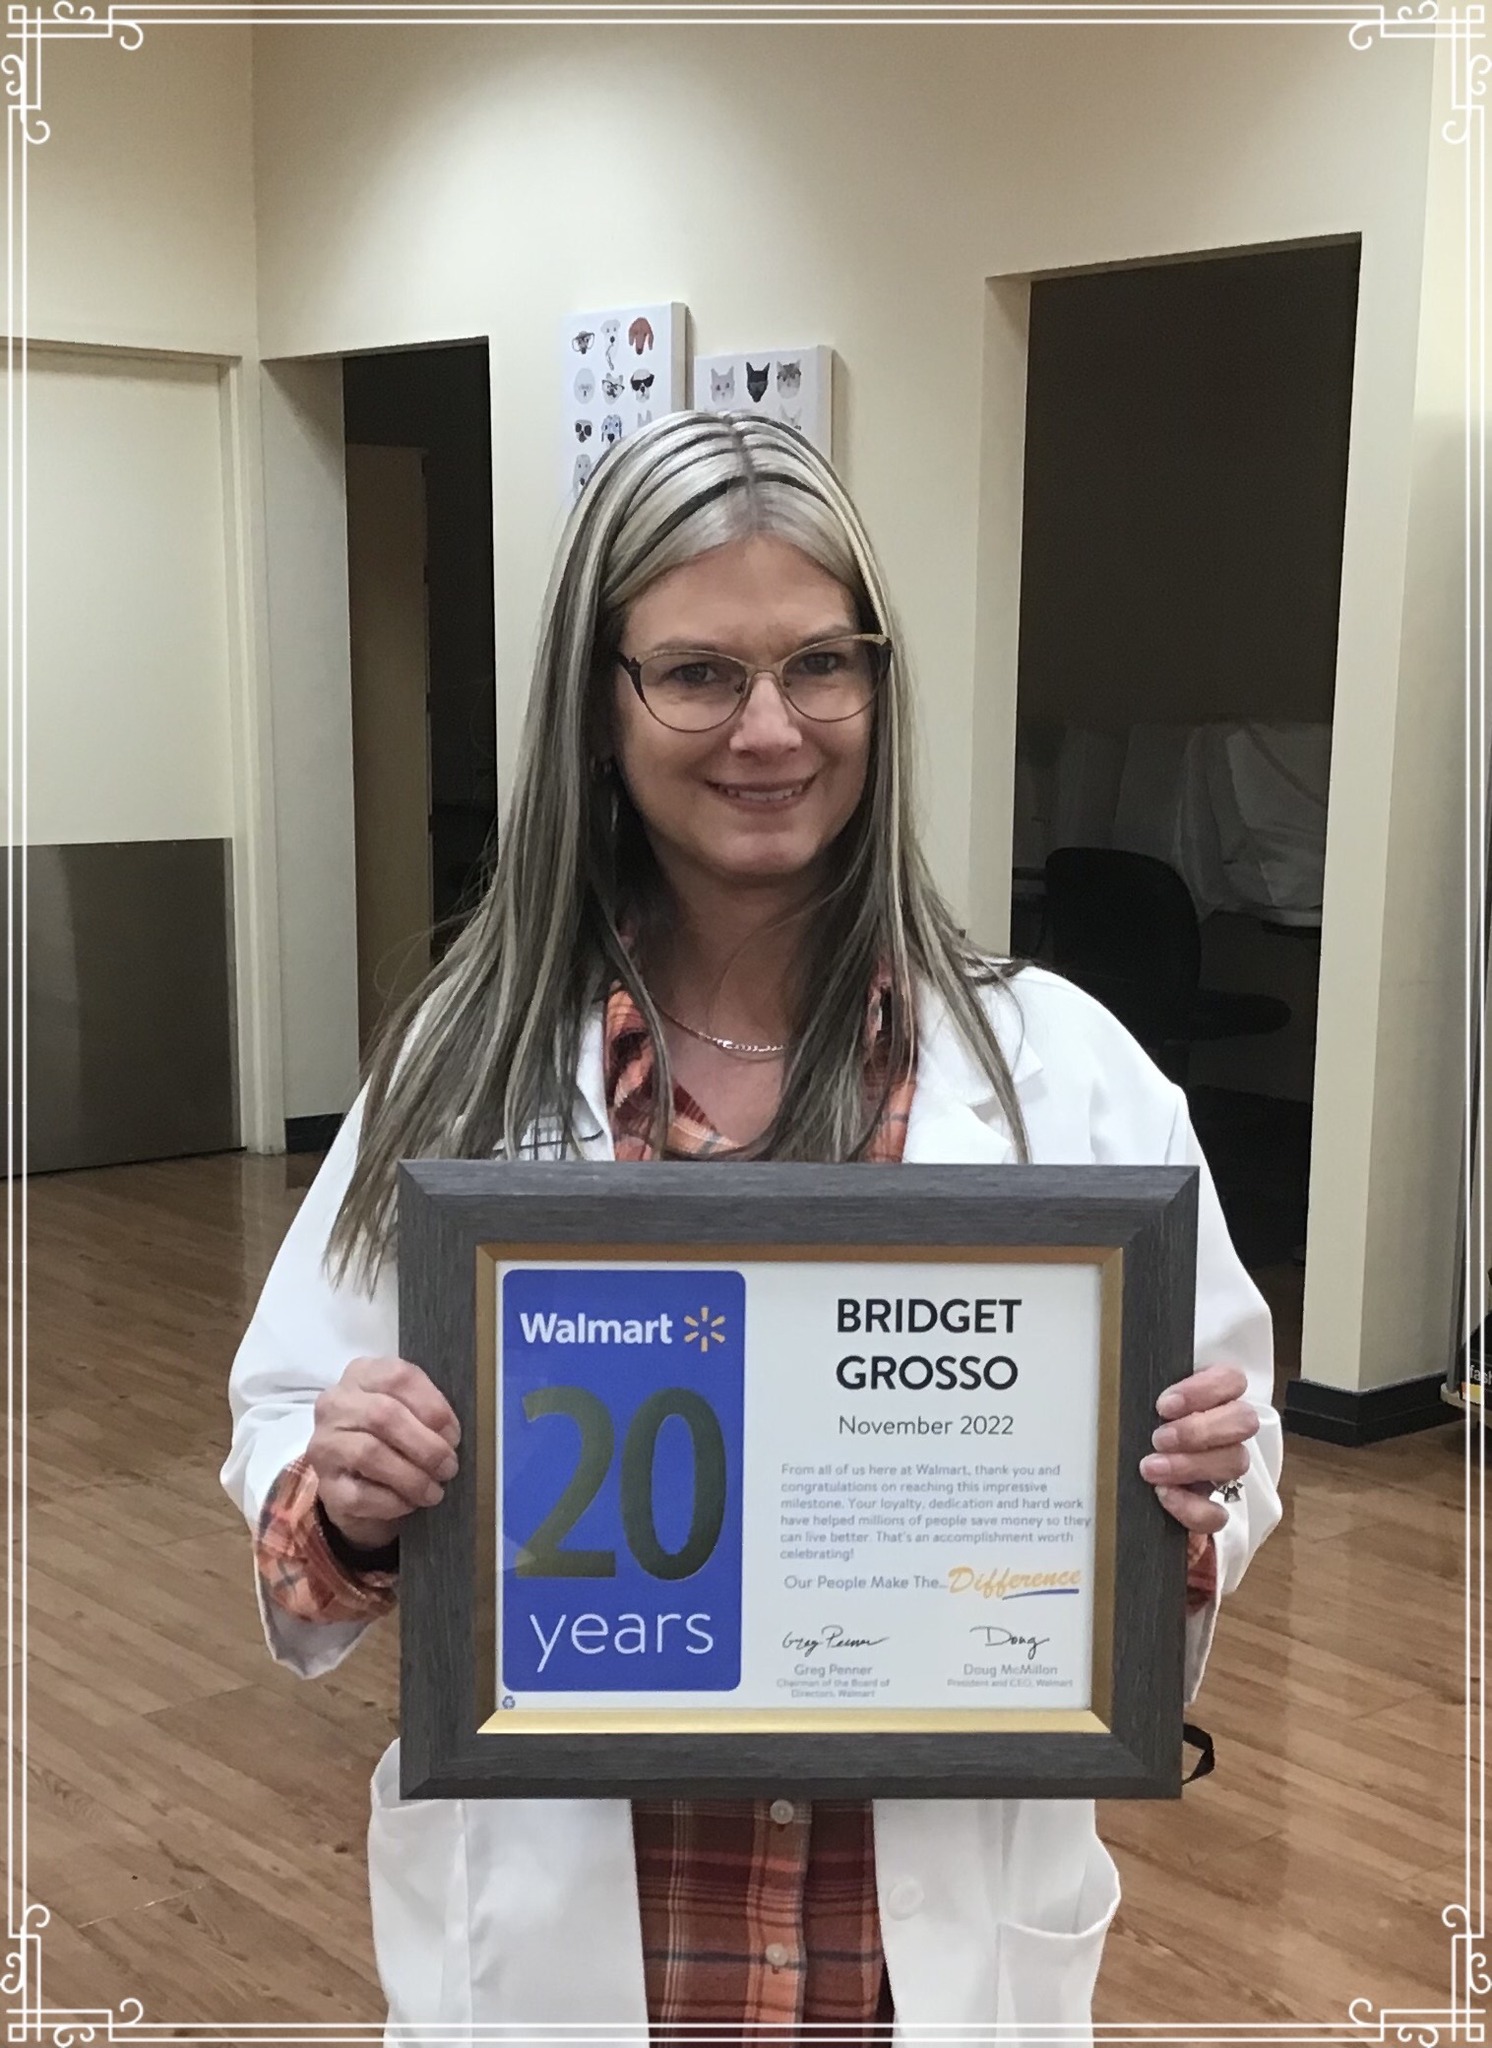 Walmart
20
years
BRIDGET
GROSSO
November 2022
From all of us here at Walmart, thank you and
congratulations on reaching this impressive
milestone. Your loyalty, dedication and hard work
have helped millions of people save money so they
can live better. That's an accomplishment worth
celebrating!
Our People Make The...Difference
Greg Penner
Doug
Greg Penner
Chairman of the Board of
Directors, Walmart
Doug McMillon
President and CEO, Walmart